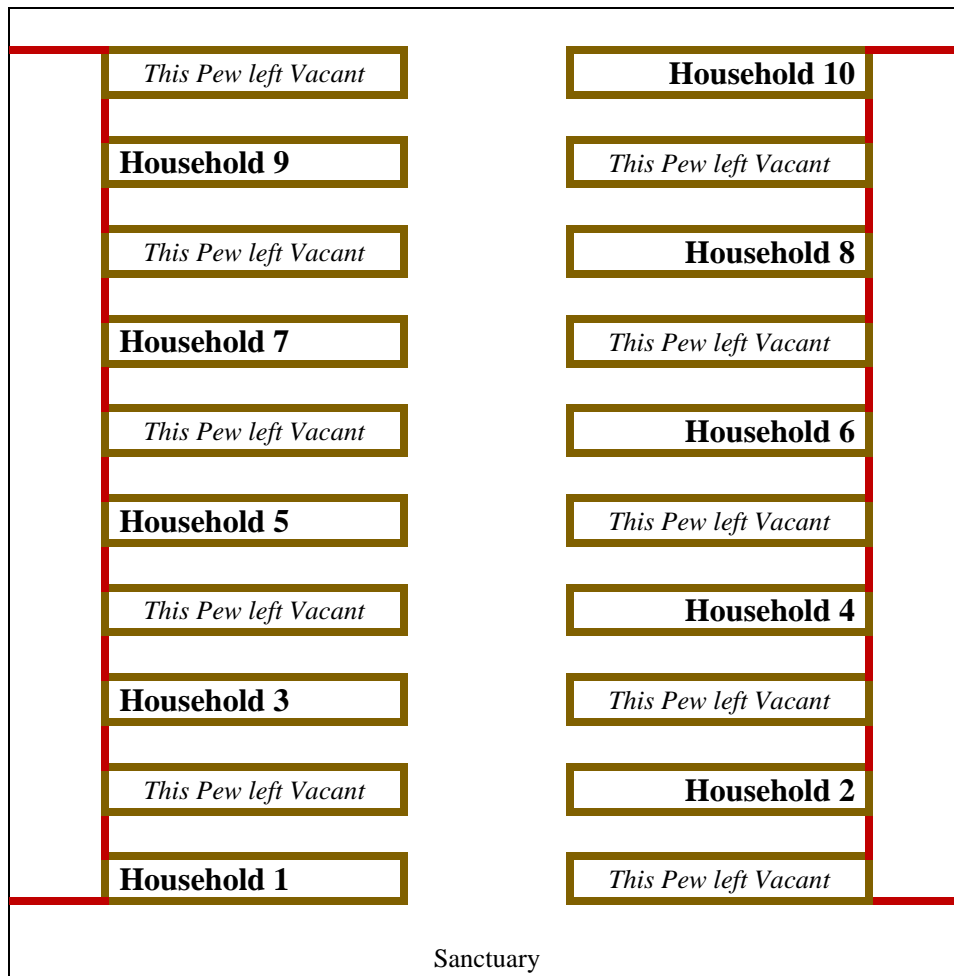 This Pew left Vacant
Household 10
Household 9
This Pew left Vacant
This Pew left Vacant
Household 8
Household 7
This Pew left Vacant
This Pew left Vacant
Household 6
Household 5
This Pew left Vacant
This Pew left Vacant
Household 4
Household 3
This Pew left Vacant
This Pew left Vacant
Household 2
Household 1
This Pew left Vacant
Sanctuary